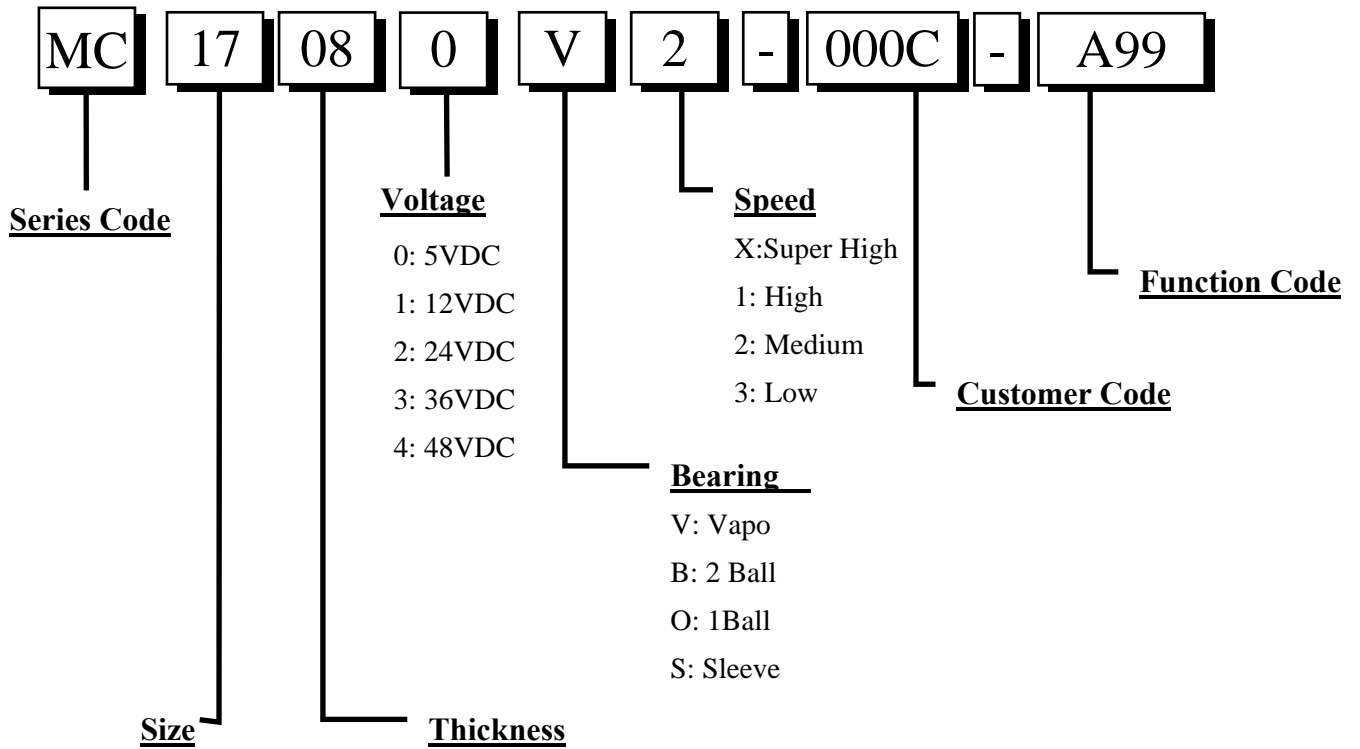 MC 17 08 0 V 2 - 000C - A99
Series Code
Voltage
0: 5VDC
1: 12VDC
2: 24VDC
3: 36VDC
4: 48VDC
Speed
X:Super High
1: High
2: Medium
3: Low
Function Code
Customer Code
Bearing
V: Vapo
B: 2 Ball
O: 1Ball
S: Sleeve
Size
Thickness